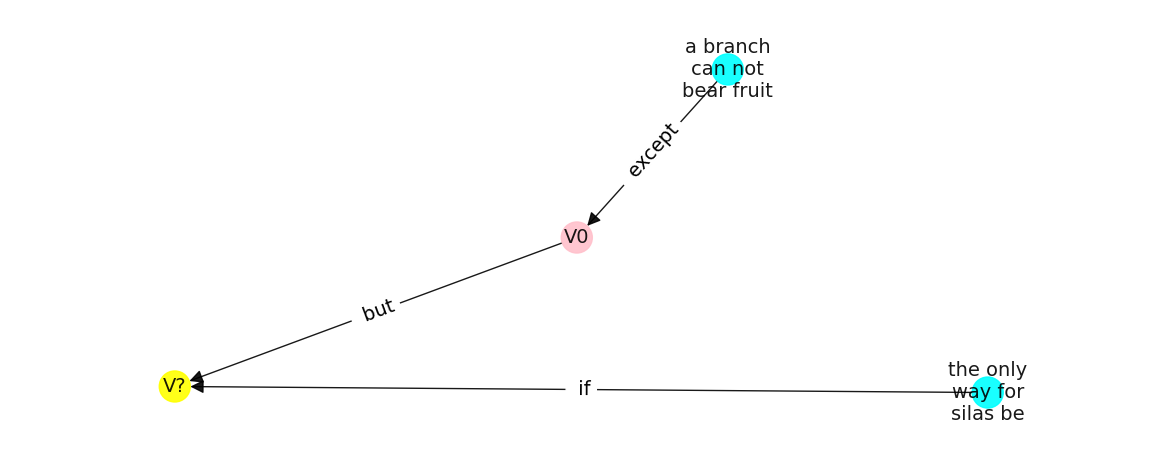 a branch
can not
bear fruit
except
V0
but
V?
if
the only
way for
silas be